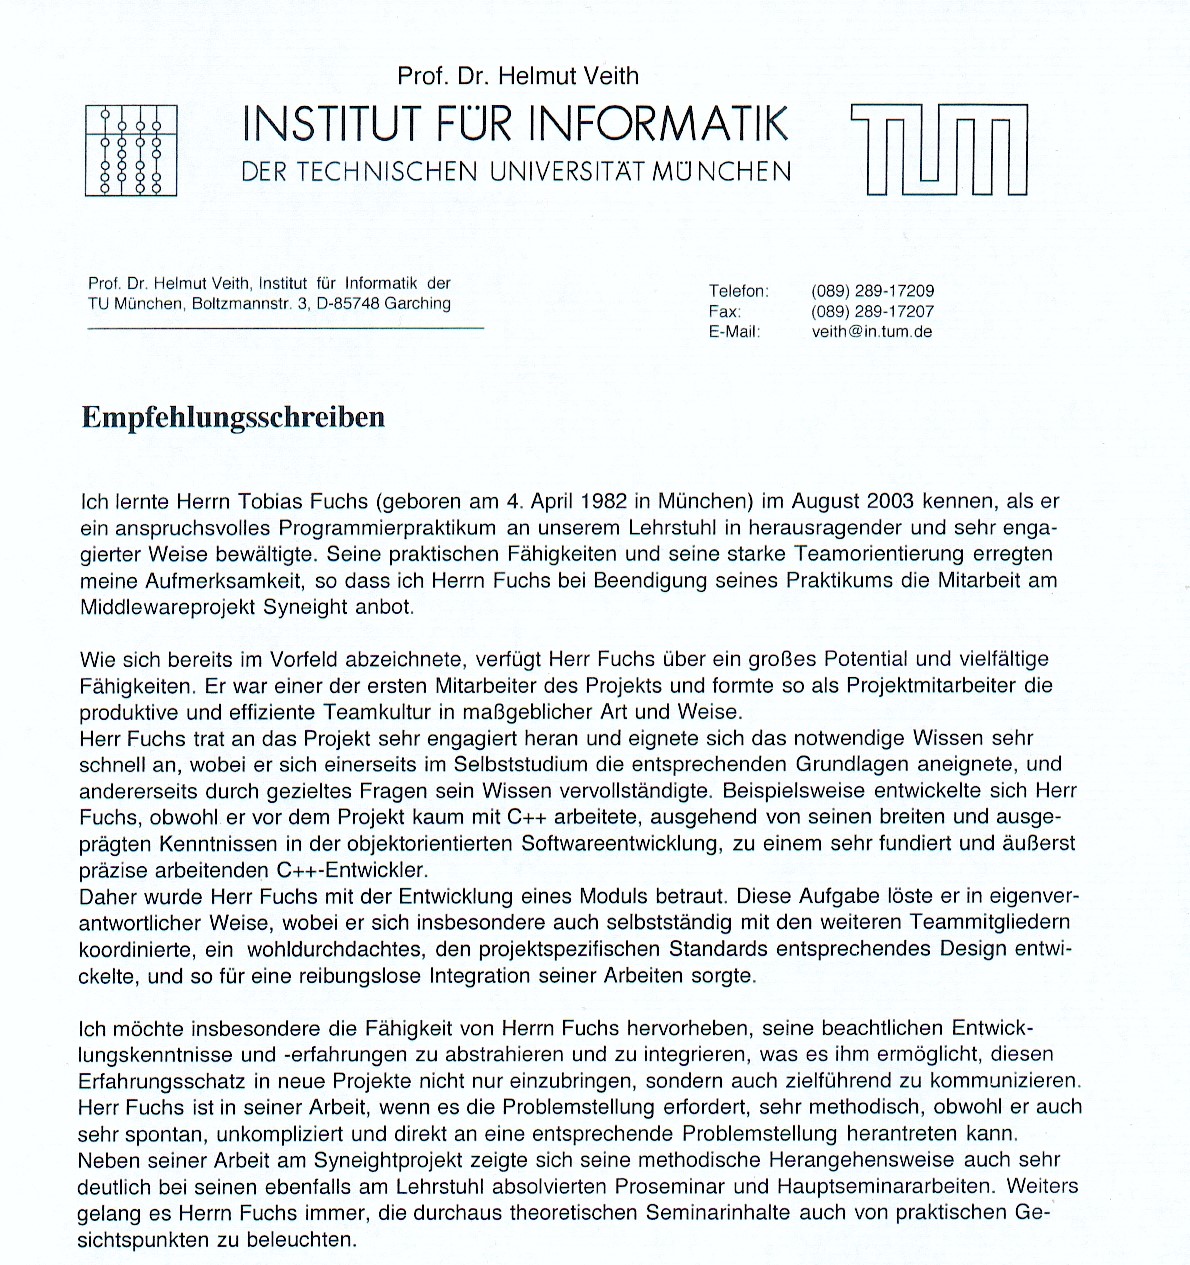 Prof. Dr. Helmut Veith
INSTITUT FÜR INFORMATIK
DER TECHNISCHEN UNIVERSITÄT MÜNCHEN
TUM
Prof. Dr. Helmut Veith, Institut für Informatik der
TU München, Boltzmannstr. 3, D-85748 Garching
Telefon: (089) 289-17209
Fax: (089) 289-17207
E-Mail: veith@in.tum.de
Empfehlungsschreiben
Ich lernte Herrn Tobias Fuchs (geboren am 4. April 1982 in München) im August 2003 kennen, als er
ein anspruchsvolles Programmierpraktikum an unserem Lehrstuhl in herausragender und sehr enga-
gierter Weise bewältigte. Seine praktischen Fähigkeiten und seine starke Teamorientierung erregten
meine Aufmerksamkeit, so dass ich Herrn Fuchs bei Beendigung seines Praktikums die Mitarbeit am
Middlewareprojekt Syneight anbot.
Wie sich bereits im Vorfeld abzeichnete, verfügt Herr Fuchs über ein großes Potential und vielfältige
Fähigkeiten. Er war einer der ersten Mitarbeiter des Projekts und formte so als Projektmitarbeiter die
produktive und effiziente Teamkultur in maßgeblicher Art und Weise.
Herr Fuchs trat an das Projekt sehr engagiert heran und eignete sich das notwendige Wissen sehr
schnell an, wobei er sich einerseits im Selbststudium die entsprechenden Grundlagen aneignete, und
andererseits durch gezieltes Fragen sein Wissen vervollständigte. Beispielsweise entwickelte sich Herr
Fuchs, obwohl er vor dem Projekt kaum mit C++ arbeitete, ausgehend von seinen breiten und ausge-
prägten Kenntnissen in der objektorientierten Softwareentwicklung, zu einem sehr fundiert und äußerst
präzise arbeitenden C++-Entwickler.
Daher wurde Herr Fuchs mit der Entwicklung eines Moduls betraut. Diese Aufgabe löste er in eigenver-
antwortlicher Weise, wobei er sich insbesondere auch selbstständig mit den weiteren Teammitgliedern
koordinierte, ein wohldurchdachtes, den projektspezifischen Standards entsprechendes Design entwi-
ckelte, und so für eine reibungslose Integration seiner Arbeiten sorgte.
Ich möchte insbesondere die Fähigkeit von Herrn Fuchs hervorheben, seine beachtlichen Entwick-
lungskenntnisse und -erfahrungen zu abstrahieren und zu integrieren, was es ihm ermöglicht, diesen
Erfahrungsschatz in neue Projekte nicht nur einzubringen, sondern auch zielführend zu kommunizieren.
Herr Fuchs ist in seiner Arbeit, wenn es die Problemstellung erfordert, sehr methodisch, obwohl er auch
sehr spontan, unkompliziert und direkt an eine entsprechende Problemstellung herantreten kann.
Neben seiner Arbeit am Syneightprojekt zeigte sich seine methodische Herangehensweise auch sehr
deutlich bei seinen ebenfalls am Lehrstuhl absolvierten Proseminar und Hauptseminararbeiten. Weiters
gelang es Herrn Fuchs immer, die durchaus theoretischen Seminarinhalte auch von praktischen Ge-
sichtspunkten zu beleuchten.